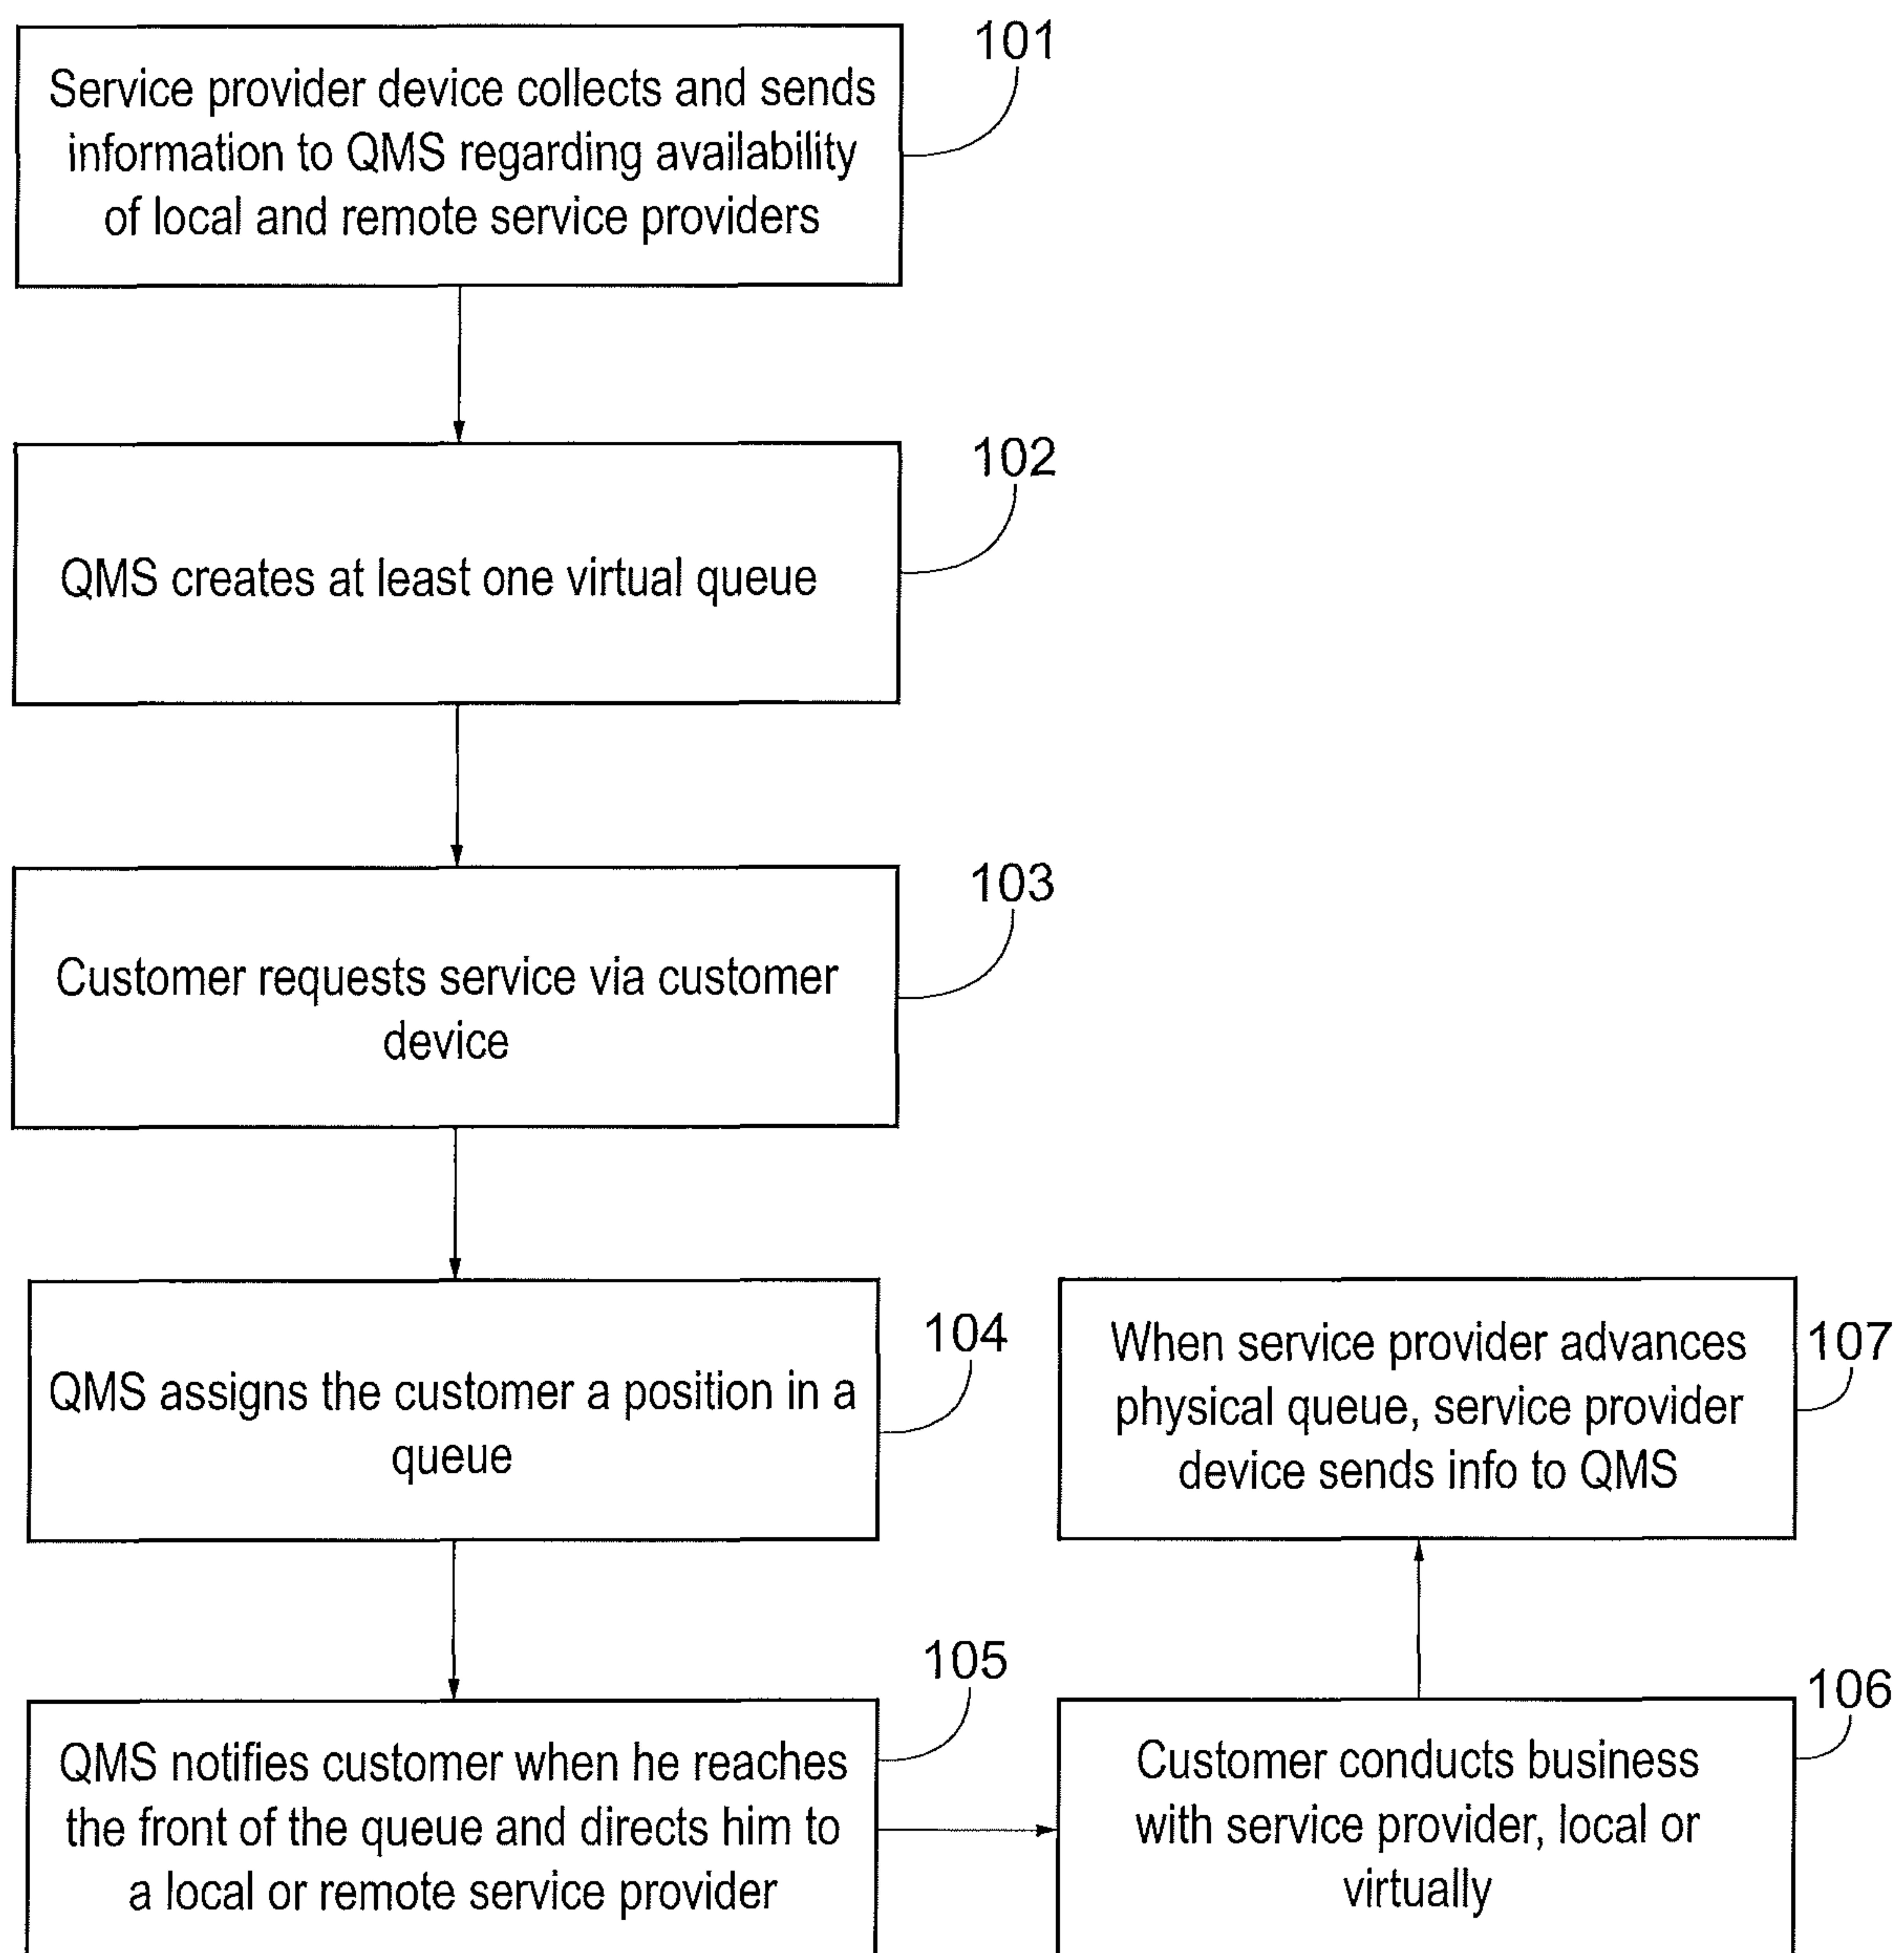 101
Service provider device collects and sends
information to QMS regarding availability
of local and remote service providers
102
QMS creates at least one virtual queue
103
Customer requests service via customer
device
104
QMS assigns the customer a position in a
queue
105
QMS notifies customer when he reaches
the front of the queue and directs him to
a local or remote service provider
106
Customer conducts business
with service provider, local or
virtually
107
When service provider advances
physical queue, service provider
device sends info to QMS